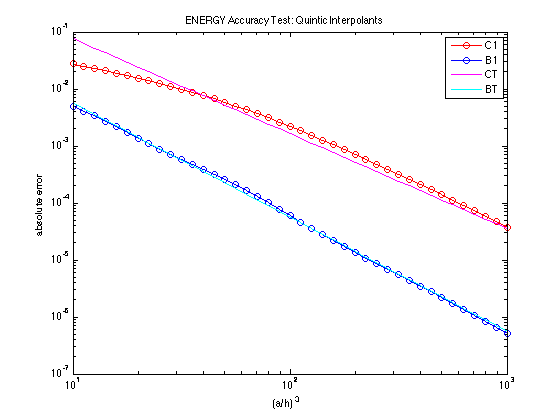 ENERGY Accuracy Test: Quintic Interpolants
C1
B1
CT
BT
absolute error
10^-1
10^-2
10^-3
10^-4
10^-5
10^-6
10^-7
10^1
10^2
10^3
(a/h)^3